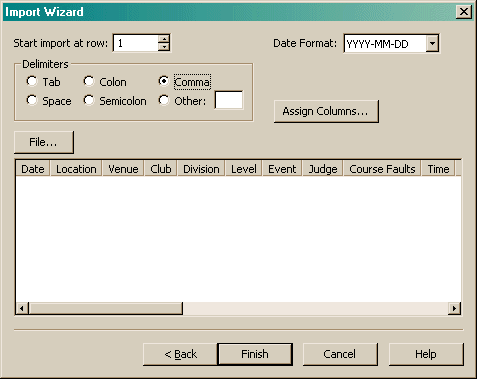 Import Wizard
Start import at row: 1 Date Format: YYYY-MM-DD
Delimiters
Tab Colon Comma
Space Semicolon Other:
Assign Columns...
File...
Date Location Venue Club Division Level Event Judge Course Faults Time
< Back Finish Cancel Help